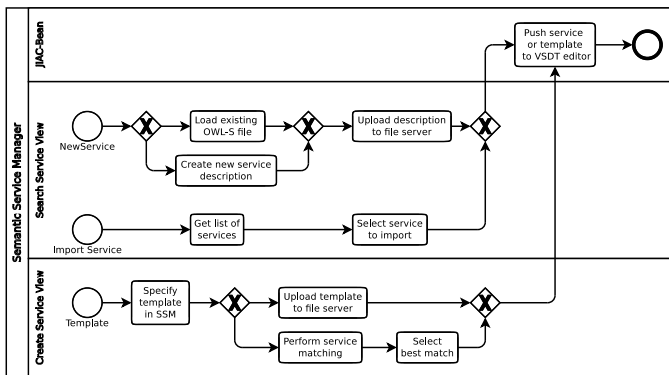 Semantic Service Manager
JIAC-Bean
Push service
or template
to VSDT editor
Search Service View
NewService
Load existing
OWL-S file
Create new service
description
Upload description
to file server
Import Service
Get list of
services
Select service
to import
Create Service View
Template
Specify
template
in SSM
Upload template
to file server
Perform service
matching
Select
best match